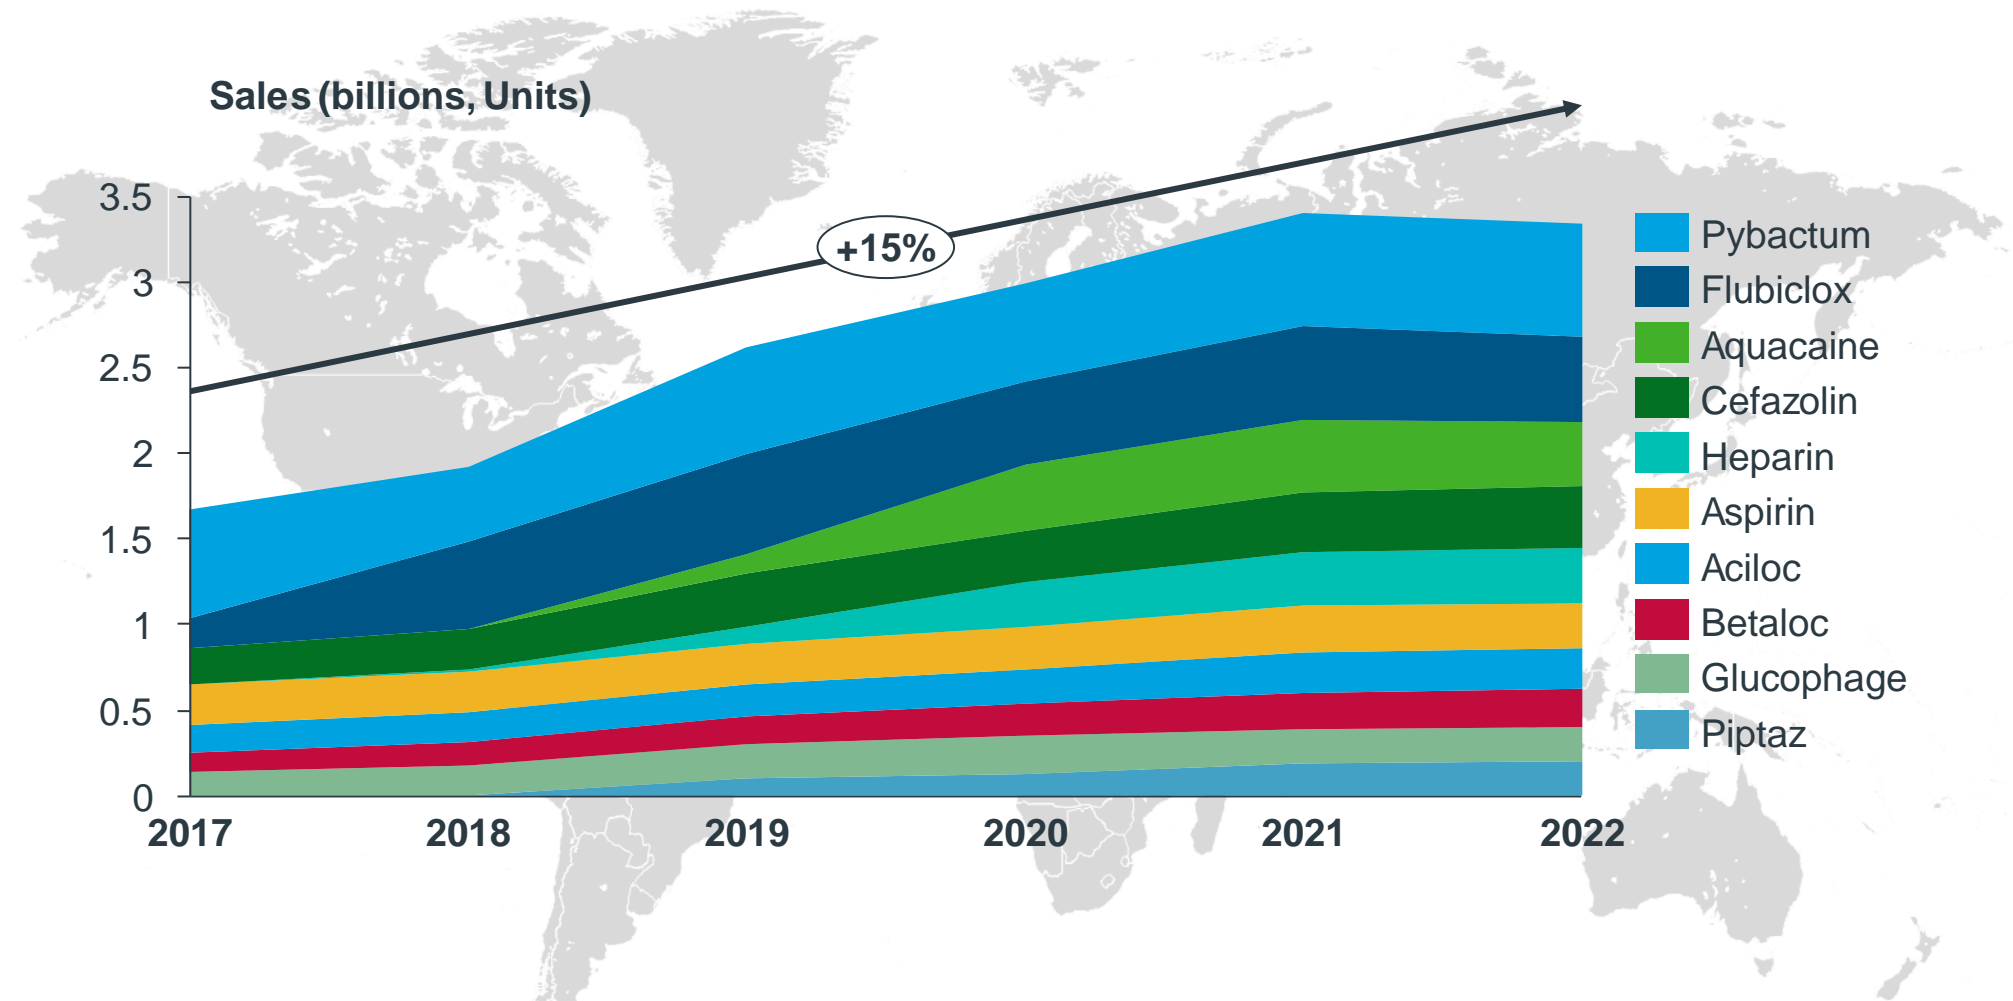 Sales (billions, Units)
+15%
3.5
3
2.5
2
1.5
1
0.5
0
2017 2018 2019 2020 2021 2022
Pybactum
Flubiclox
Aquacaine
Cefazolin
Heparin
Aspirin
Aciloc
Betaloc
Glucophage
Piptaz